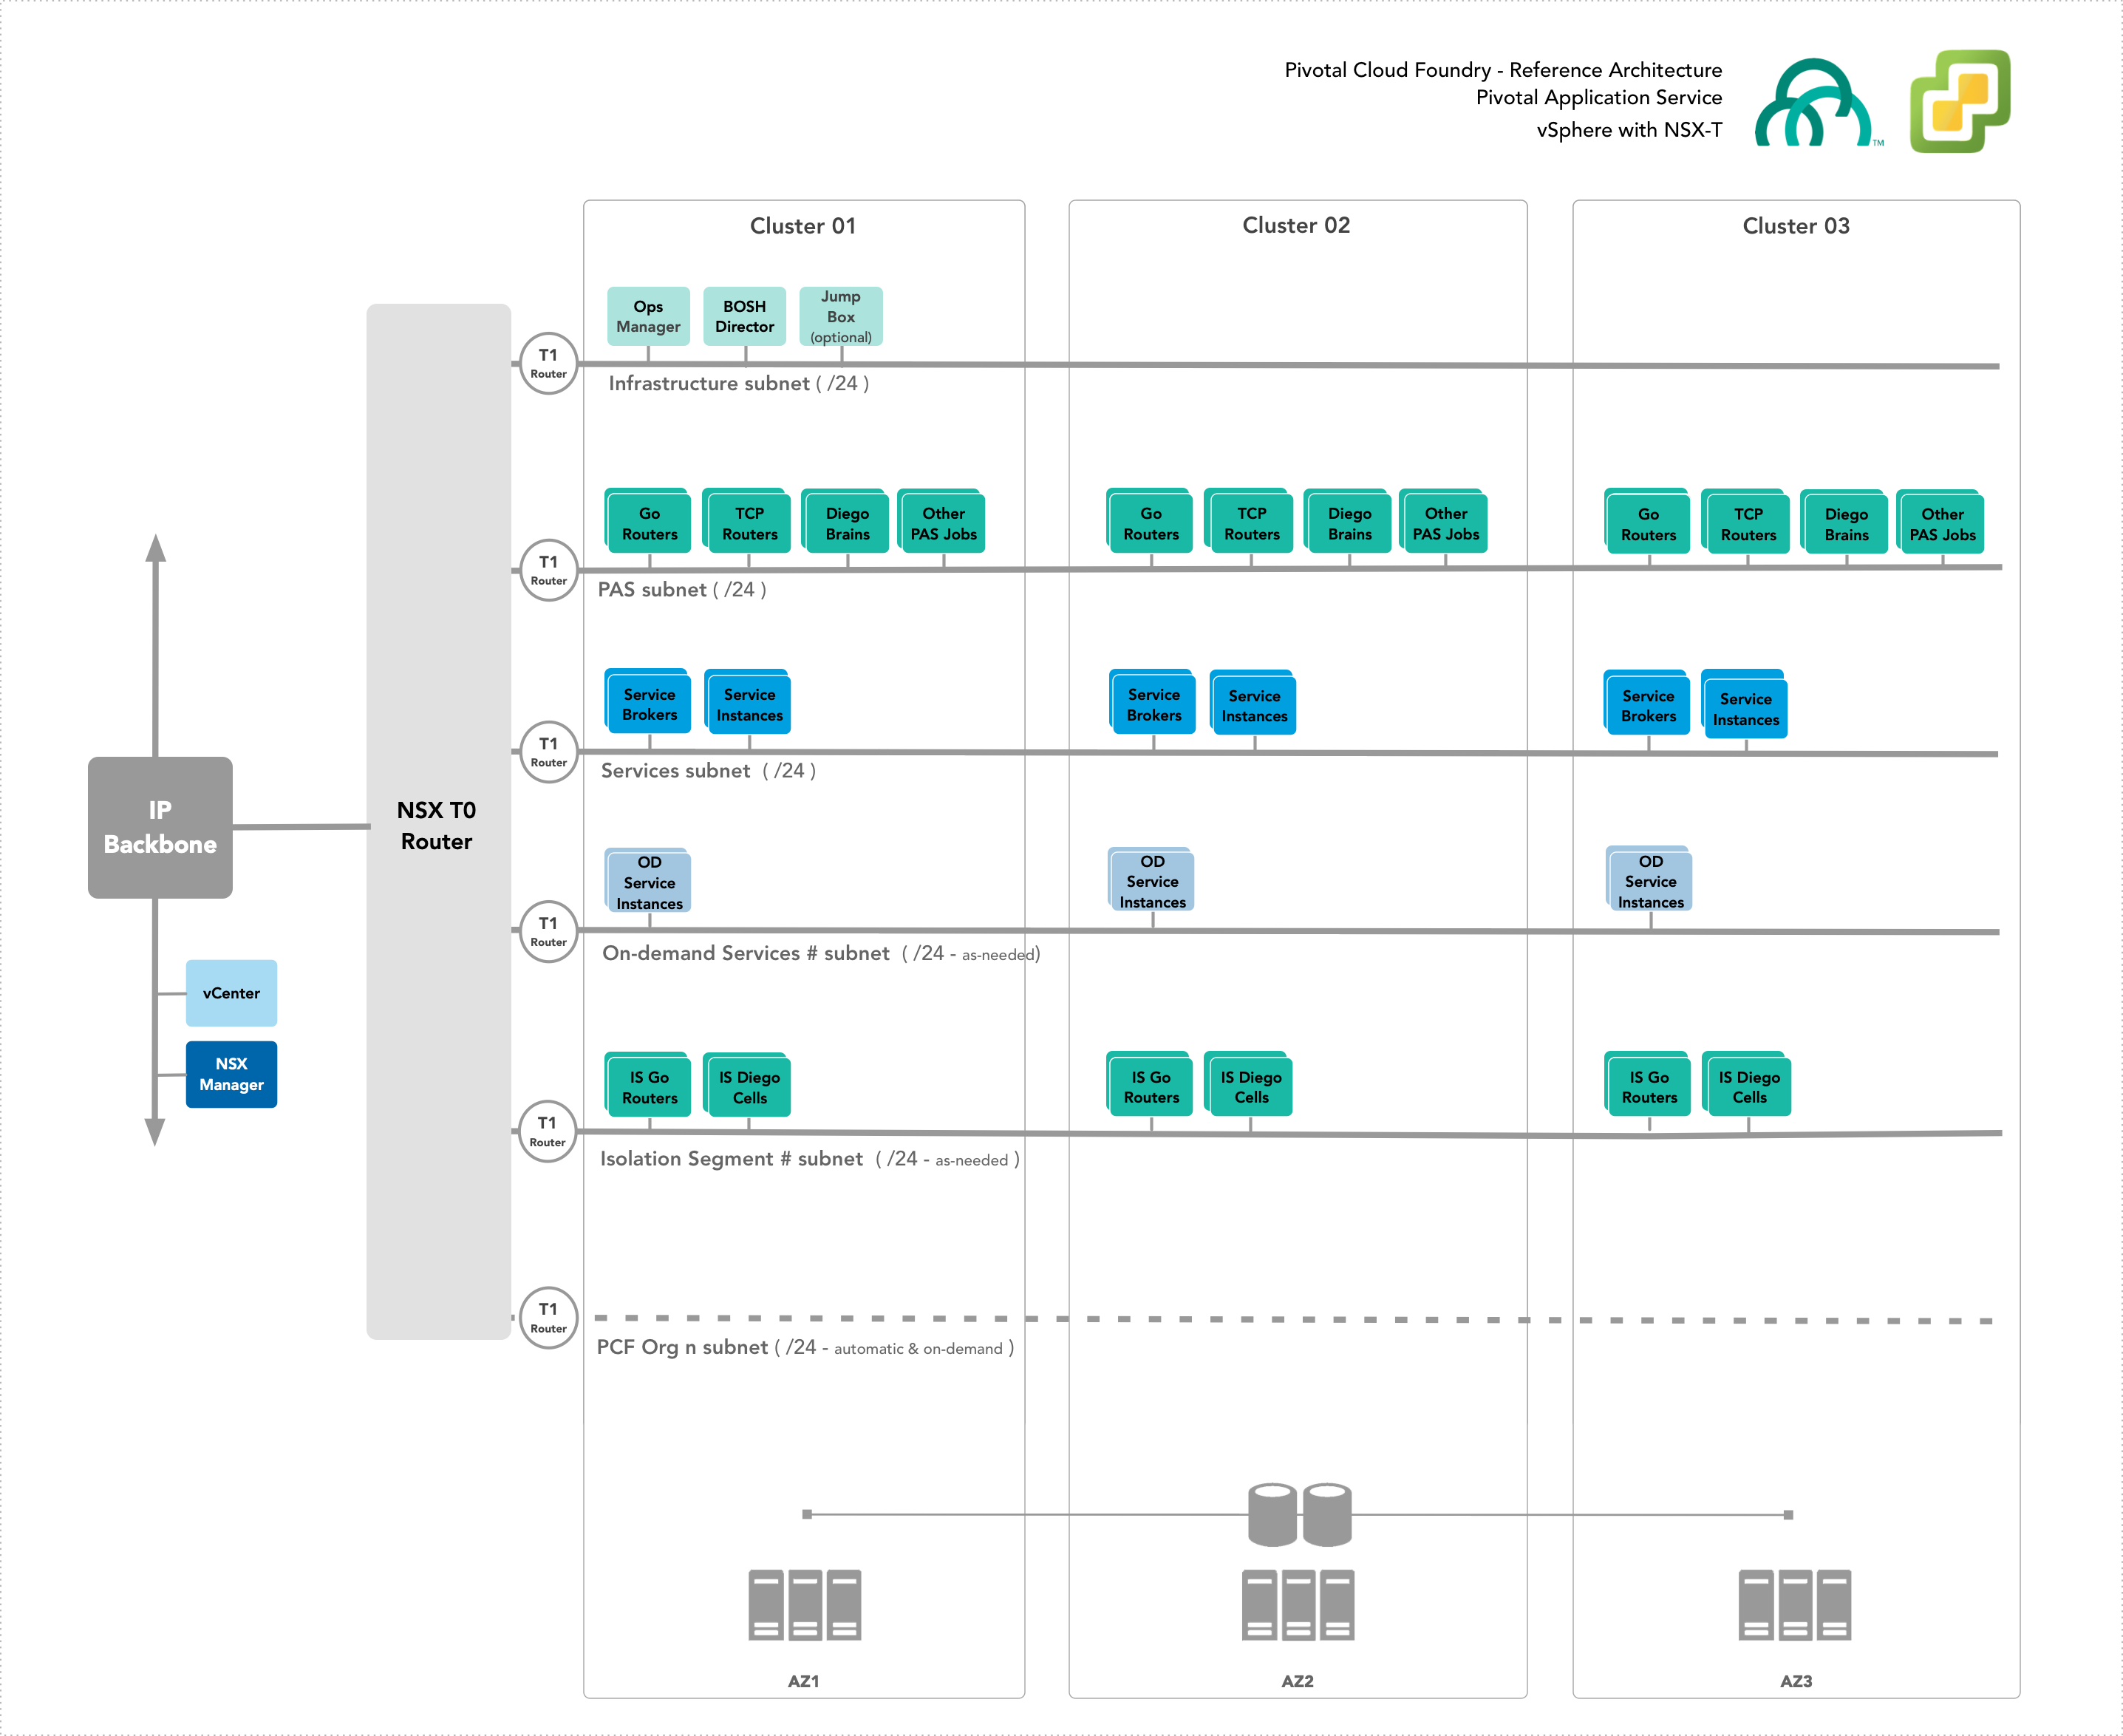 Pivotal Cloud Foundry - Reference Architecture
Pivotal Application Service
vSphere with NSX-T
TM
Cluster 01
Cluster 02
Cluster 03
Ops
Manager
BOSH
Director
Jump
Box
(optional)
T1
Router
Infrastructure subnet ( /24 )
Go
Routers
TCP
Routers
Diego
Brains
Other
PAS Jobs
Go
Routers
TCP
Routers
Diego
Brains
Other
PAS Jobs
Go
Routers
TCP
Routers
Diego
Brains
Other
PAS Jobs
T1
Router
PAS subnet ( /24 )
Service
Brokers
Service
Instances
Service
Brokers
Service
Instances
Service
Brokers
Service
Instances
T1
Router
Services subnet ( /24 )
IP
Backbone
NSX T0
Router
OD
Service
Instances
OD
Service
Instances
OD
Service
Instances
T1
Router
On-demand Services # subnet ( /24 - as-needed)
vCenter
NSX
Manager
IS Go
Routers
IS Diego
Cells
IS Go
Routers
IS Diego
Cells
IS Go
Routers
IS Diego
Cells
T1
Router
Isolation Segment # subnet ( /24 - as-needed )
T1
Router
PCF Org n subnet ( /24 - automatic & on-demand )
AZ1
AZ2
AZ3